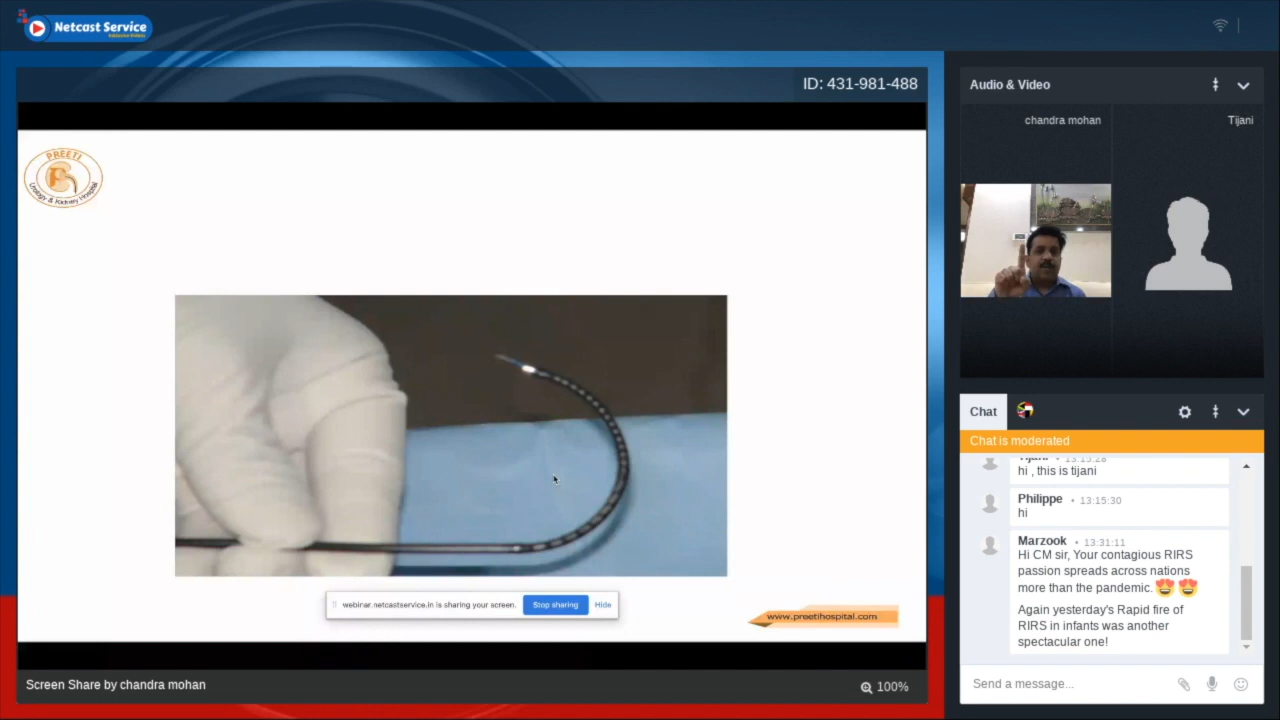 Netcast Service
ID: 431-981-488
PREETI
Urology & Kidney Hospital
webinar.netcastservice.in is sharing your screen.
Stop sharing
Hide
www.preetihospital.com
Screen Share by chandra mohan
100%
Audio & Video
chandra mohan
Tijani
Chat
Chat is moderated
Tijani • 13:15:28
hi , this is tijani
Philippe • 13:15:30
hi
Marzook • 13:31:11
Hi CM sir, Your contagious RIRS
passion spreads across nations
more than the pandemic.
Again yesterday's Rapid fire of
RIRS in infants was another
spectacular one!
Send a message...